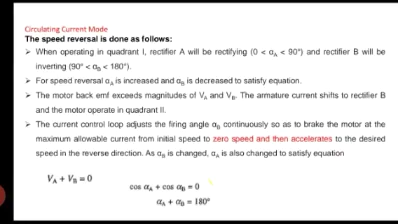 Circulating Current Mode
The speed reversal is done as follows:
➢ When operating in quadrant I, rectifier A will be rectifying (0 < αA < 90°) and rectifier B will be
inverting (90° < αB < 180°).
➢ For speed reversal αA is increased and αB is decreased to satisfy equation.
➢ The motor back emf exceeds magnitudes of VA and VB. The armature current shifts to rectifier B
and the motor operate in quadrant II.
➢ The current control loop adjusts the firing angle αB continuously so as to brake the motor at the
maximum allowable current from initial speed to zero speed and then accelerates to the desired
speed in the reverse direction. As αB is changed, αA is also changed to satisfy equation
VA + VB = 0
cos αA + cos αB = 0
αA + αB = 180°